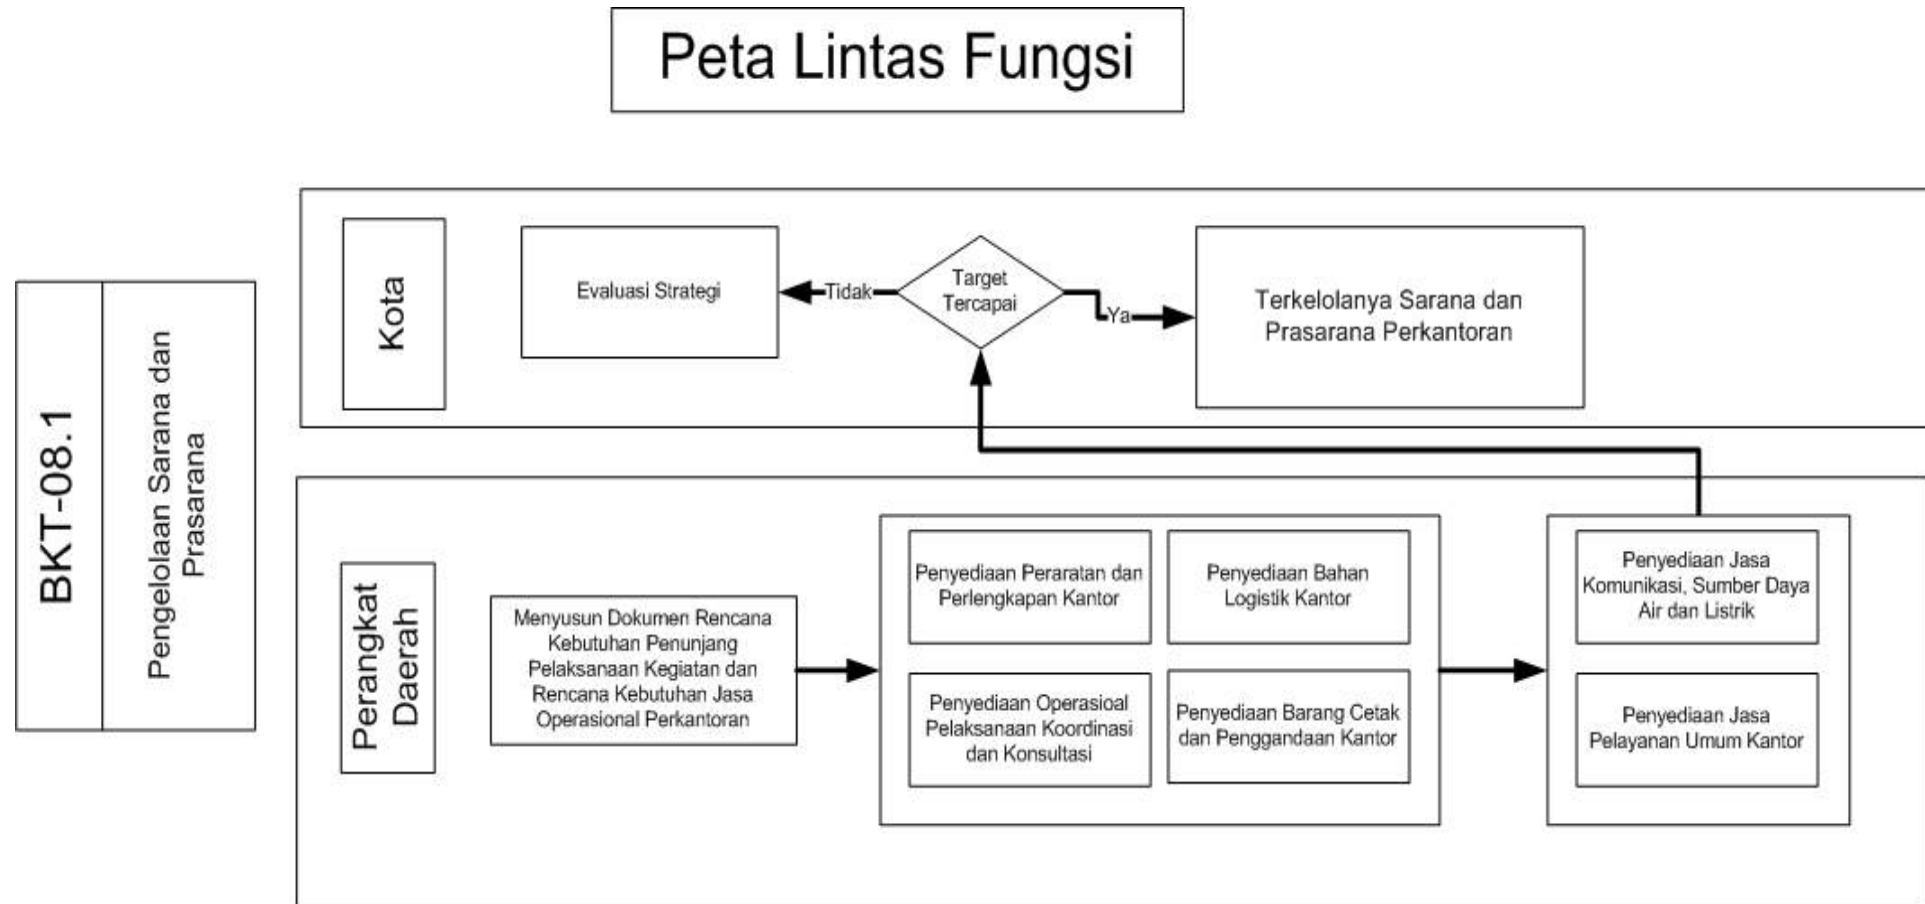 Peta Lintas Fungsi
BKT-08.1
Pengelolaan Sarana dan
Prasarana
Kota
Evaluasi Strategi
Tidak
Target
Tercapai
Ya
Terkelolanya Sarana dan
Prasarana Perkantoran
Perangkat
Daerah
Menyusun Dokumen Rencana
Kebutuhan Penunjang
Pelaksanaan Kegiatan dan
Rencana Kebutuhan Jasa
Operasional Perkantoran
Penyediaan Peraratan dan
Perlengkapan Kantor
Penyediaan Bahan
Logistik Kantor
Penyediaan Operasioal
Pelaksanaan Koordinasi
dan Konsultasi
Penyediaan Barang Cetak
dan Penggandaan Kantor
Penyediaan Jasa
Komunikasi, Sumber Daya
Air dan Listrik
Penyediaan Jasa
Pelayanan Umum Kantor